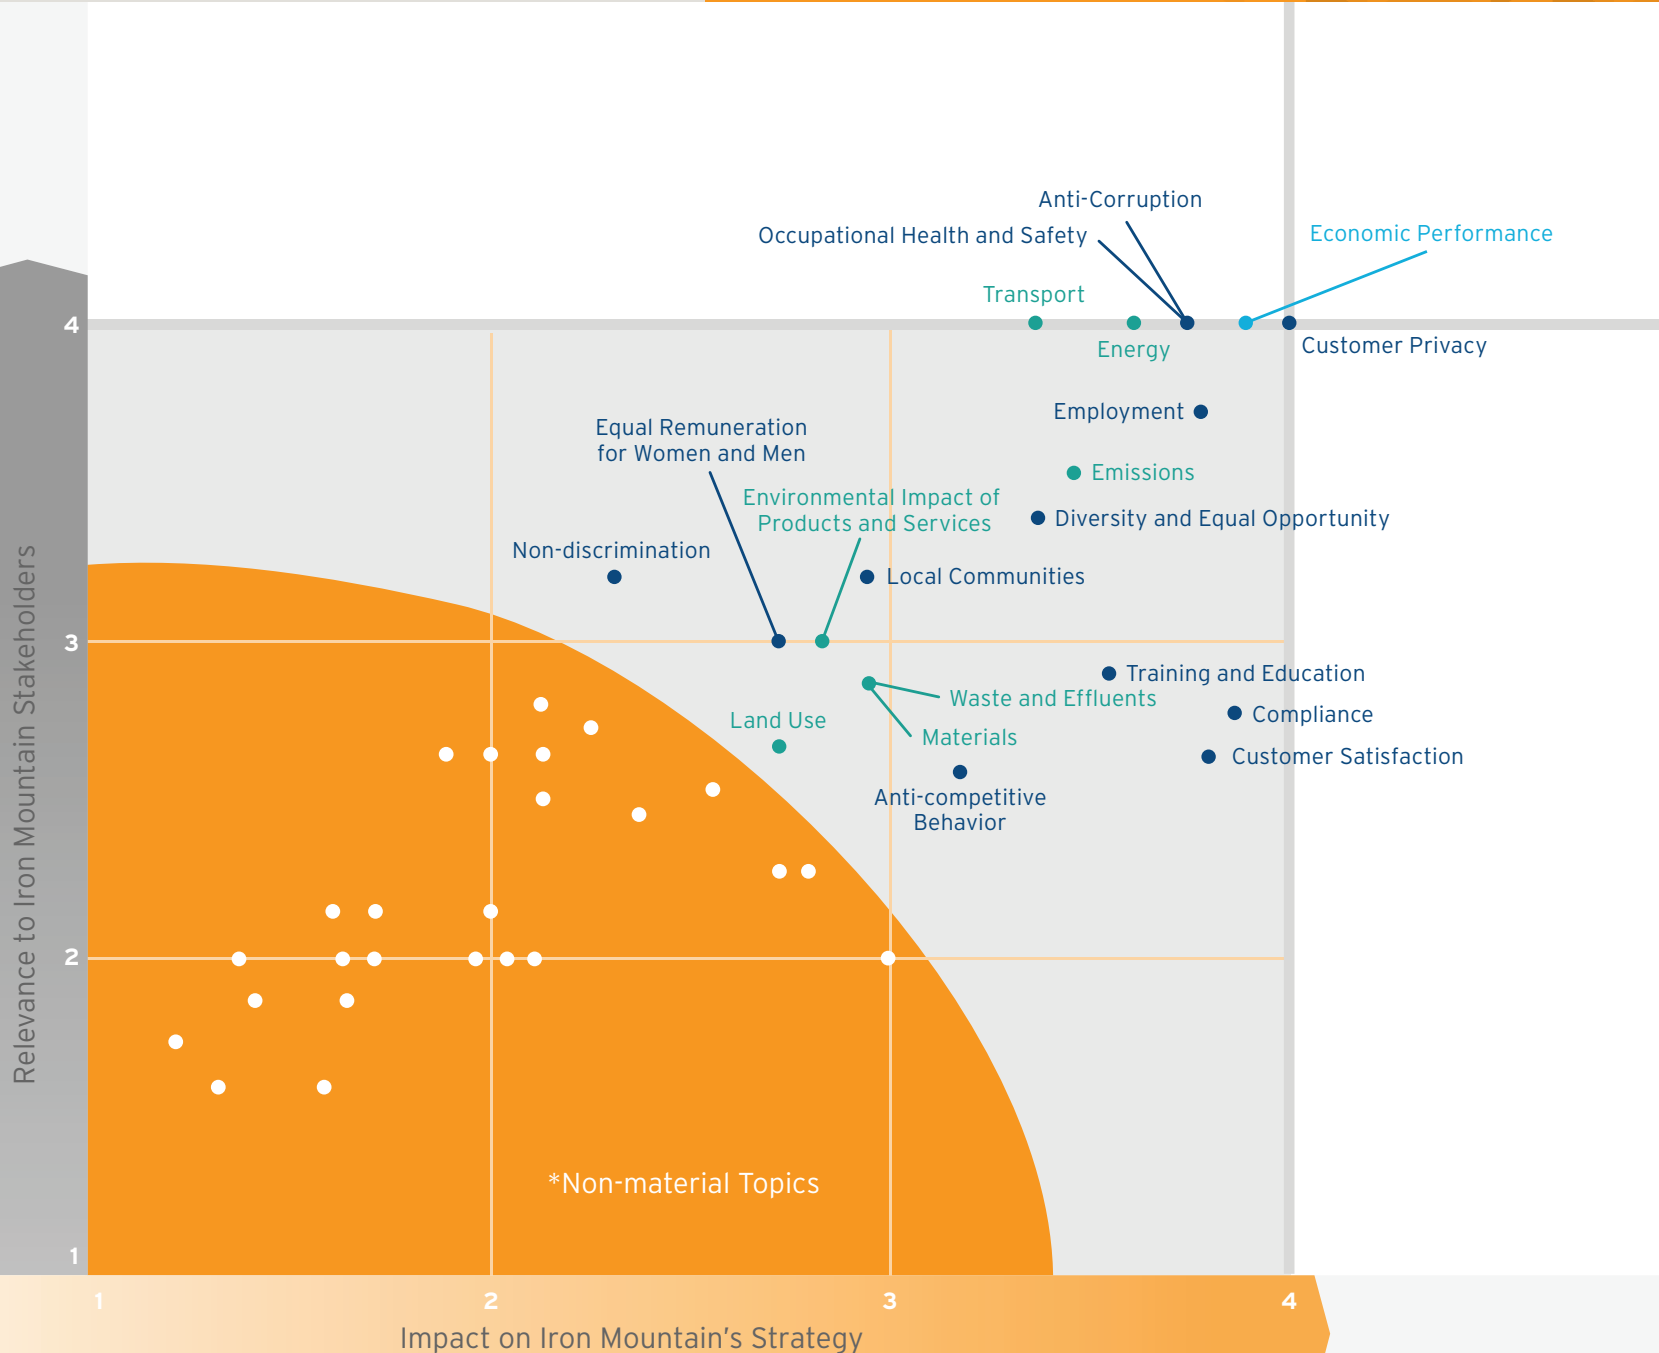 Anti-Corruption
Occupational Health and Safety
Economic Performance
Transport
4
Energy
Customer Privacy
Employment
Equal Remuneration
for Women and Men
Emissions
Environmental Impact of
Products and Services
Diversity and Equal Opportunity
Non-discrimination
Local Communities
3
Training and Education
Waste and Effluents
Compliance
Land Use
Materials
Customer Satisfaction
Anti-competitive
Behavior
2
*Non-material Topics
1
Relevance to Iron Mountain Stakeholders
1 2 3 4
Impact on Iron Mountain's Strategy